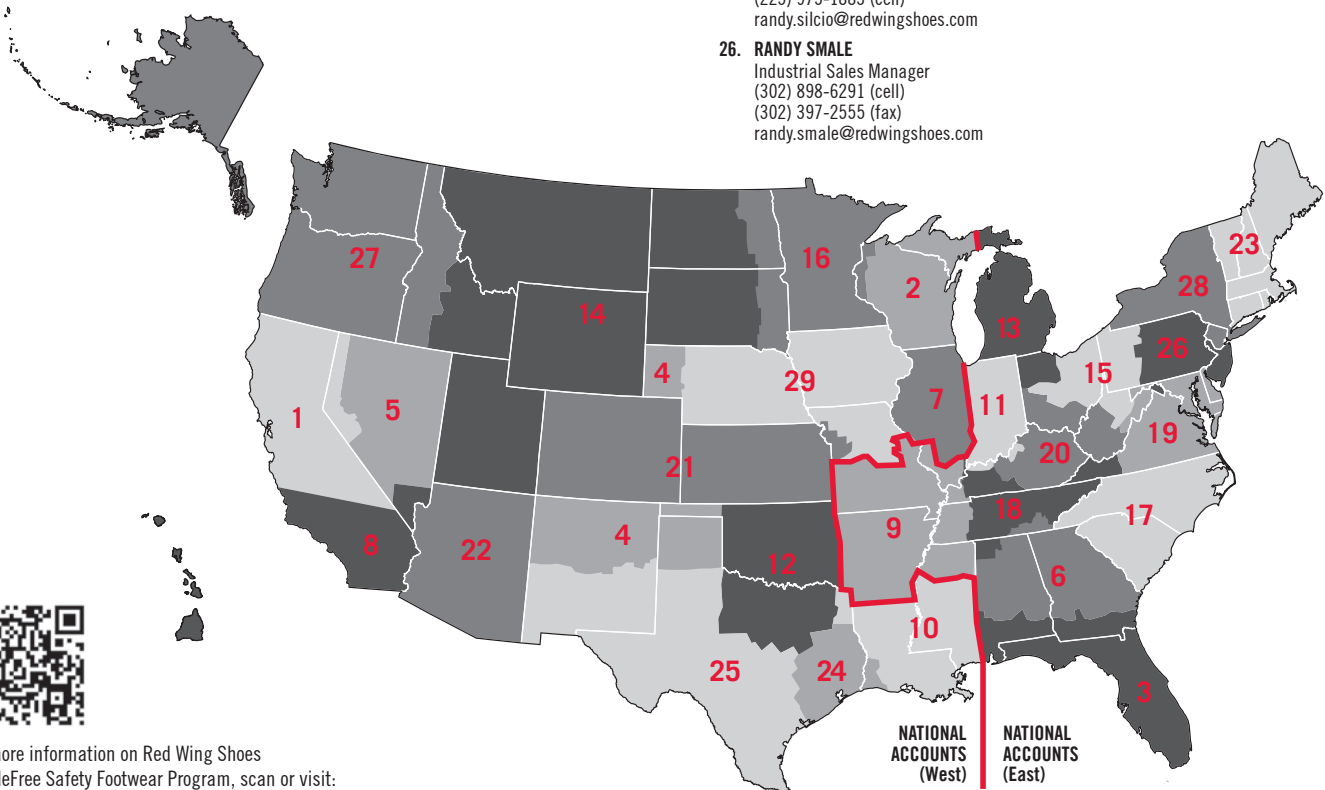 randy.silcio@redwingshoes.com
26. RANDY SMALE
Industrial Sales Manager
(302) 898-6291 (cell)
(302) 397-2555 (fax)
randy.smale@redwingshoes.com
23
27
16
2
28
14
13
26
4
29
15
7
11
5
1
19
20
21
18
17
9
4
8
22
12
6
10
25
24
3
NATIONAL
ACCOUNTS
(West)
NATIONAL
ACCOUNTS
(East)
more information on Red Wing Shoes
Free Safety Footwear Program, scan or visit: